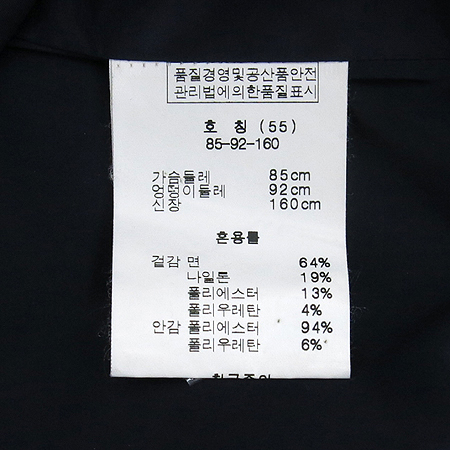 품질경영및공산품안전
관리법에의한품질표시
호 칭 (55)
85-92-160
가슴둘레 85cm
엉덩이둘레 92cm
신장 160cm
혼용률
겉감 면 64%
나일론 19%
폴리에스터 13%
폴리우레탄 4%
안감 폴리에스터 94%
폴리우레탄 6%